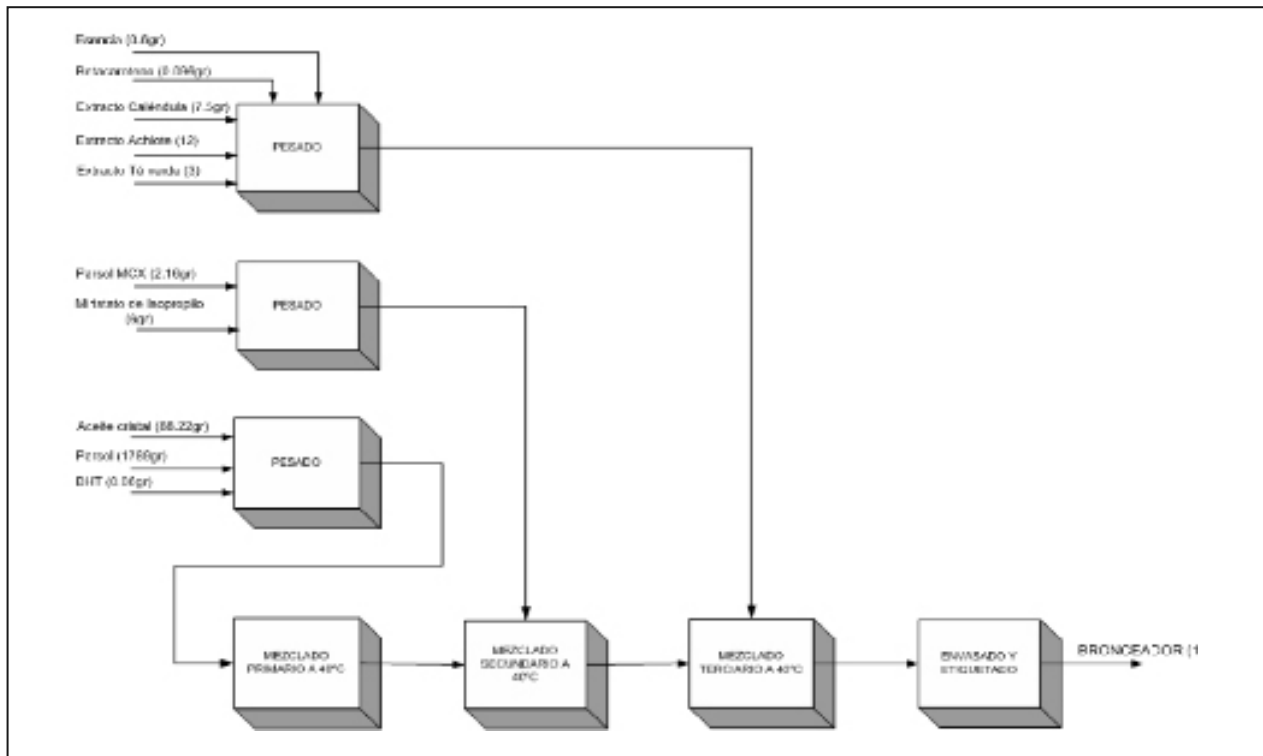 Esencia (0.6gr)
Betacaroteno (0.096gr)
Extracto Caléndula (7.5gr)
Extracto Achiote (12)
Extracto Té verde (3)
PESADO
Parsol MCX (2.16gr)
Miristato de Isopropilo
(6gr)
PESADO
Aceite cristal (88.22gr)
Parsol (1789gr)
BHT (0.06gr)
PESADO
MEZCLADO
PRIMARIO A 40°C
MEZCLADO
SECUNDARIO A
40°C
MEZCLADO
TERCIARIO A 40°C
ENVASADO Y
ETIQUETADO
BRONCEADOR (1